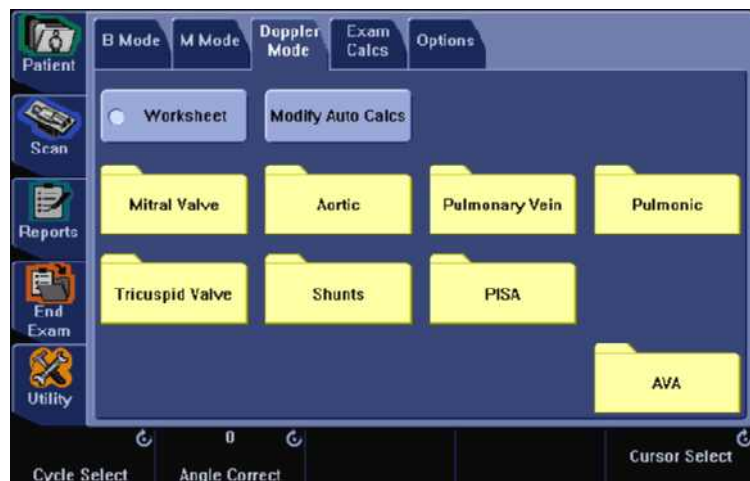 Patient
B Mode
M Mode
Doppler
Mode
Exam
Calcs
Options
Worksheet
Modify Auto Calcs
Scan
Mitral Valve
Aortic
Pulmonary Vein
Pulmonic
Reports
Tricuspid Valve
Shunts
PISA
End
Exam
AVA
Utility
0
Cycle Select
Angle Correct
Cursor Select